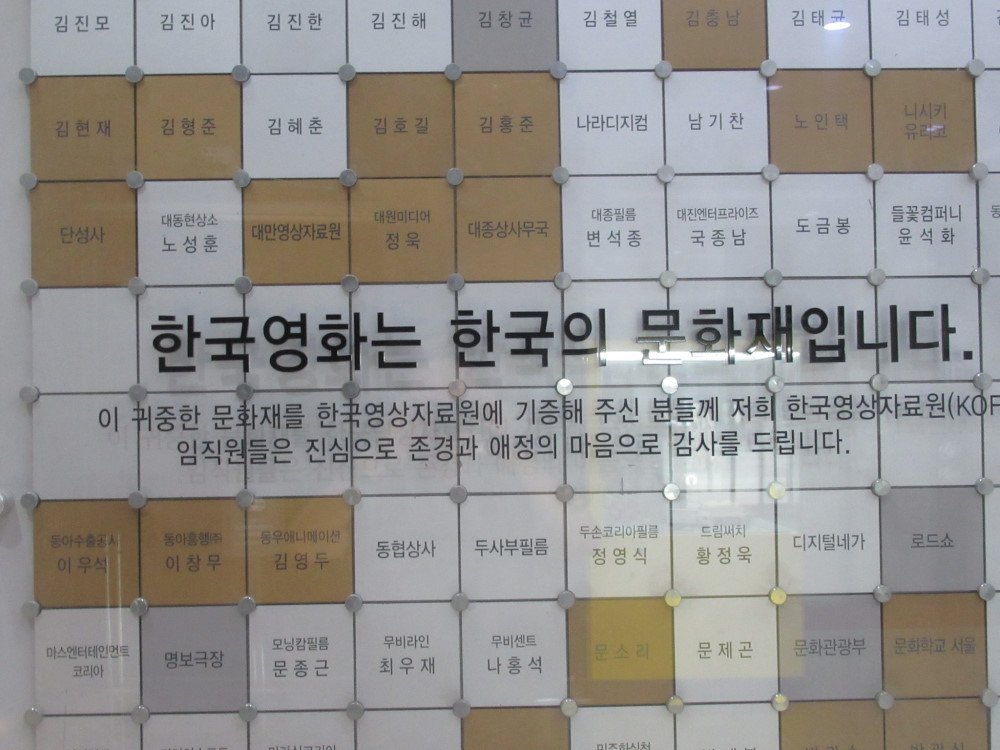 김진모 김진아 김진한 김진해 김창균 김철열 김충남 김태규 김태성
김현재 김형준 김혜춘 김호길 김홍준 나라디지컴 남기찬 노인택 니시키
유리코
단성사 대동현상소 대만영상자료원 대원미디어 대종상사무국 대종필름 대진엔터프라이즈 도금봉 들꽃컴퍼니
노성훈 정욱 변석종 국종남 윤석화
한국영화는 한국의 문화재입니다.
이 귀중한 문화재를 한국영상자료원에 기증해 주신 분들께 저희 한국영상자료원(KOF
임직원들은 진심으로 존경과 애정의 마음으로 감사를 드립니다.
동아수출공사 동아흥행㈜ 동우애니메이션 동협상사 두사부필름 두손코리아필름 드림써치 디지털네가 로드쇼
이우석 이창무 김영두 정영식 황정욱
마스엔터테인먼트 명보극장 모닝캄필름 무비라인 무비센트 문소리 문제곤 문화관광부 문화학교 서울
코리아 문종근 최우재 나홍석